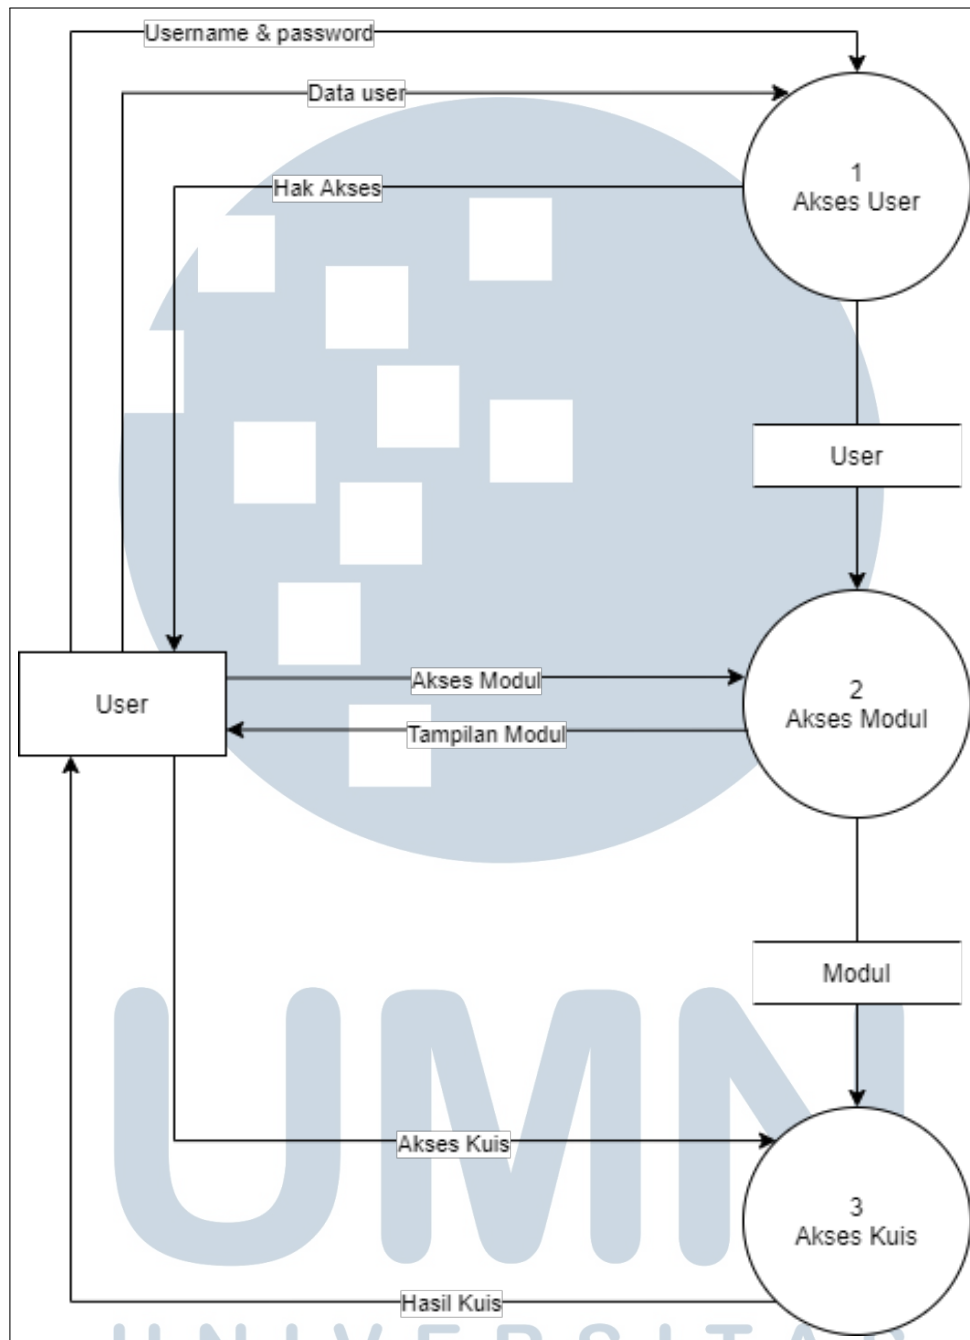 Username & password
Data user
Hak Akses
1
Akses User
User
User
Akses Modul
Tampilan Modul
2
Akses Modul
Modul
UMN
Akses Kuis
3
Akses Kuis
Hasil Kuis